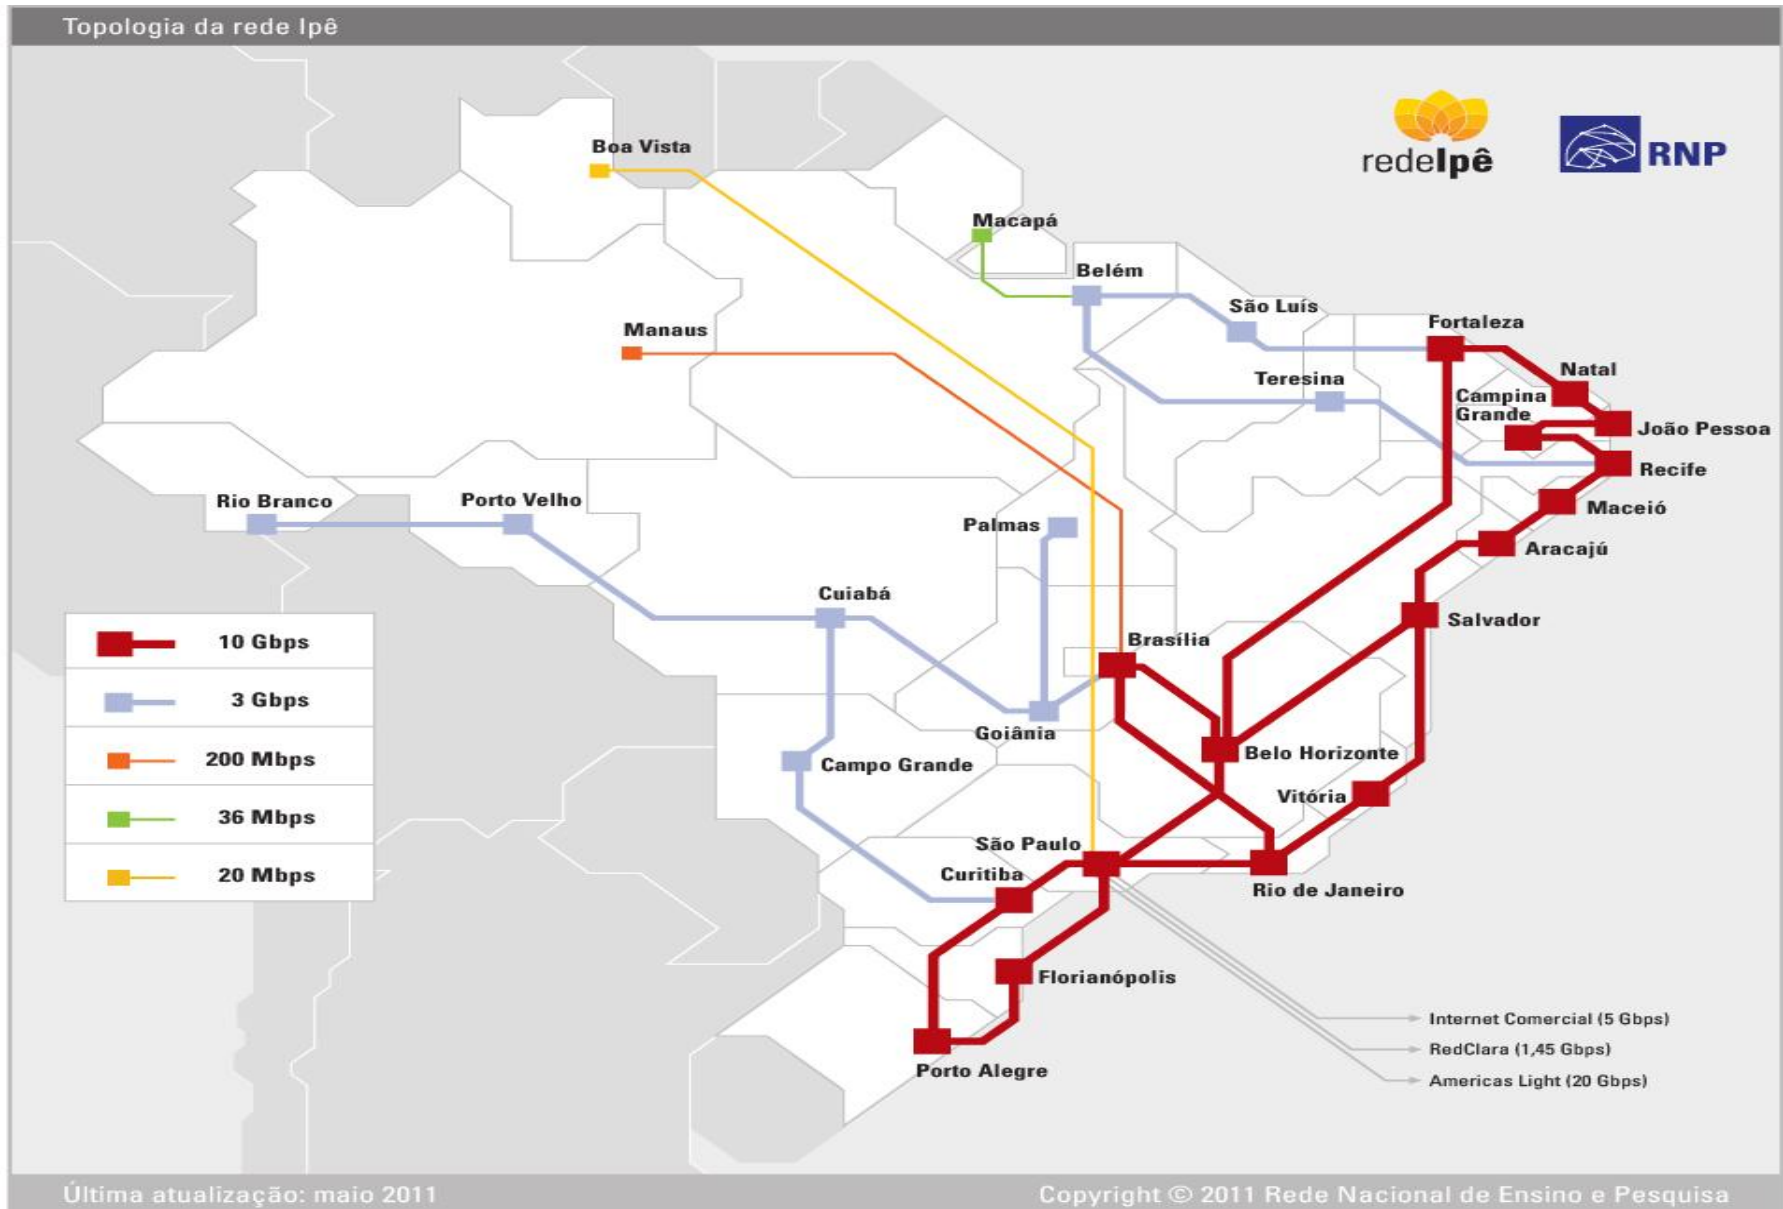 Topologia da rede Ipê
redeIpê
RNP
Boa Vista
Macapá
Belém
São Luís
Manaus
Fortaleza
Teresina
Natal
Campina
Grande
João Pessoa
Recife
Rio Branco
Porto Velho
Palmas
Maceió
Aracajú
Cuiabá
Salvador
Brasília
Goiânia
Belo Horizonte
Campo Grande
Vitória
São Paulo
Curitiba
Rio de Janeiro
Florianópolis
Porto Alegre
10 Gbps
3 Gbps
200 Mbps
36 Mbps
20 Mbps
Internet Comercial (5 Gbps)
RedClara (1,45 Gbps)
Americas Light (20 Gbps)
Última atualização: maio 2011
Copyright © 2011 Rede Nacional de Ensino e Pesquisa